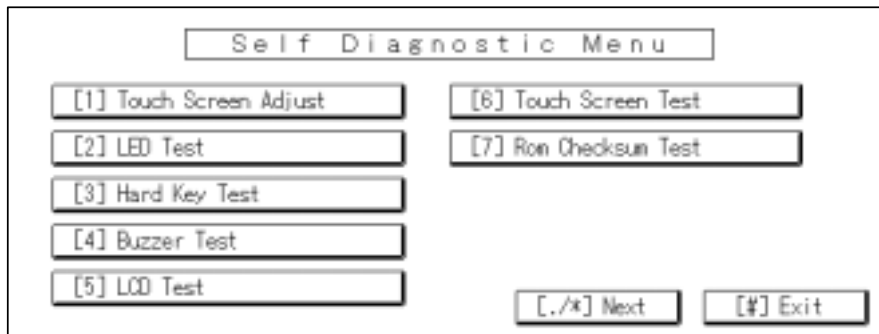 Self Diagnostic Menu
[1] Touch Screen Adjust
[2] LED Test
[3] Hard Key Test
[4] Buzzer Test
[5] LCD Test
[6] Touch Screen Test
[7] Rom Checksum Test
[./*] Next
[#] Exit